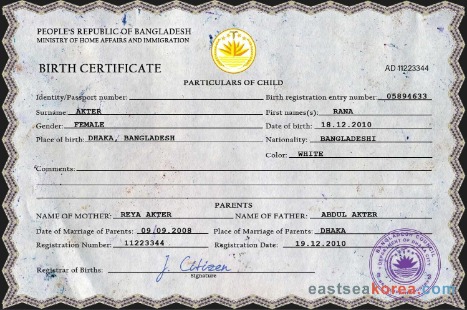 PEOPLE'S REPUBLIC OF BANGLADESH
MINISTRY OF HOME AFFAIRS AND IMMIGRATION
BIRTH CERTIFICATE
AD 11223344
PARTICULARS OF CHILD
Identity/Passport number: Birth registration entry number: 05894633
Surname: AKTER First names(s): RANA
Gender: FEMALE Date of birth: 18.12.2010
Place of birth: DHAKA, BANGLADESH Nationality: BANGLADESHI
Color: WHITE
Comments:
PARENTS
NAME OF MOTHER: REYA AKTER NAME OF FATHER: ABDUL AKTER
Date of Marriage of Parents: 09.09.2008 Place of Marriage of Parents: DHAKA
Registration Number: 11223344 Registration Date: 19.12.2010
Registrar of Births: J. Citizen
Signature
eastseakorea.com